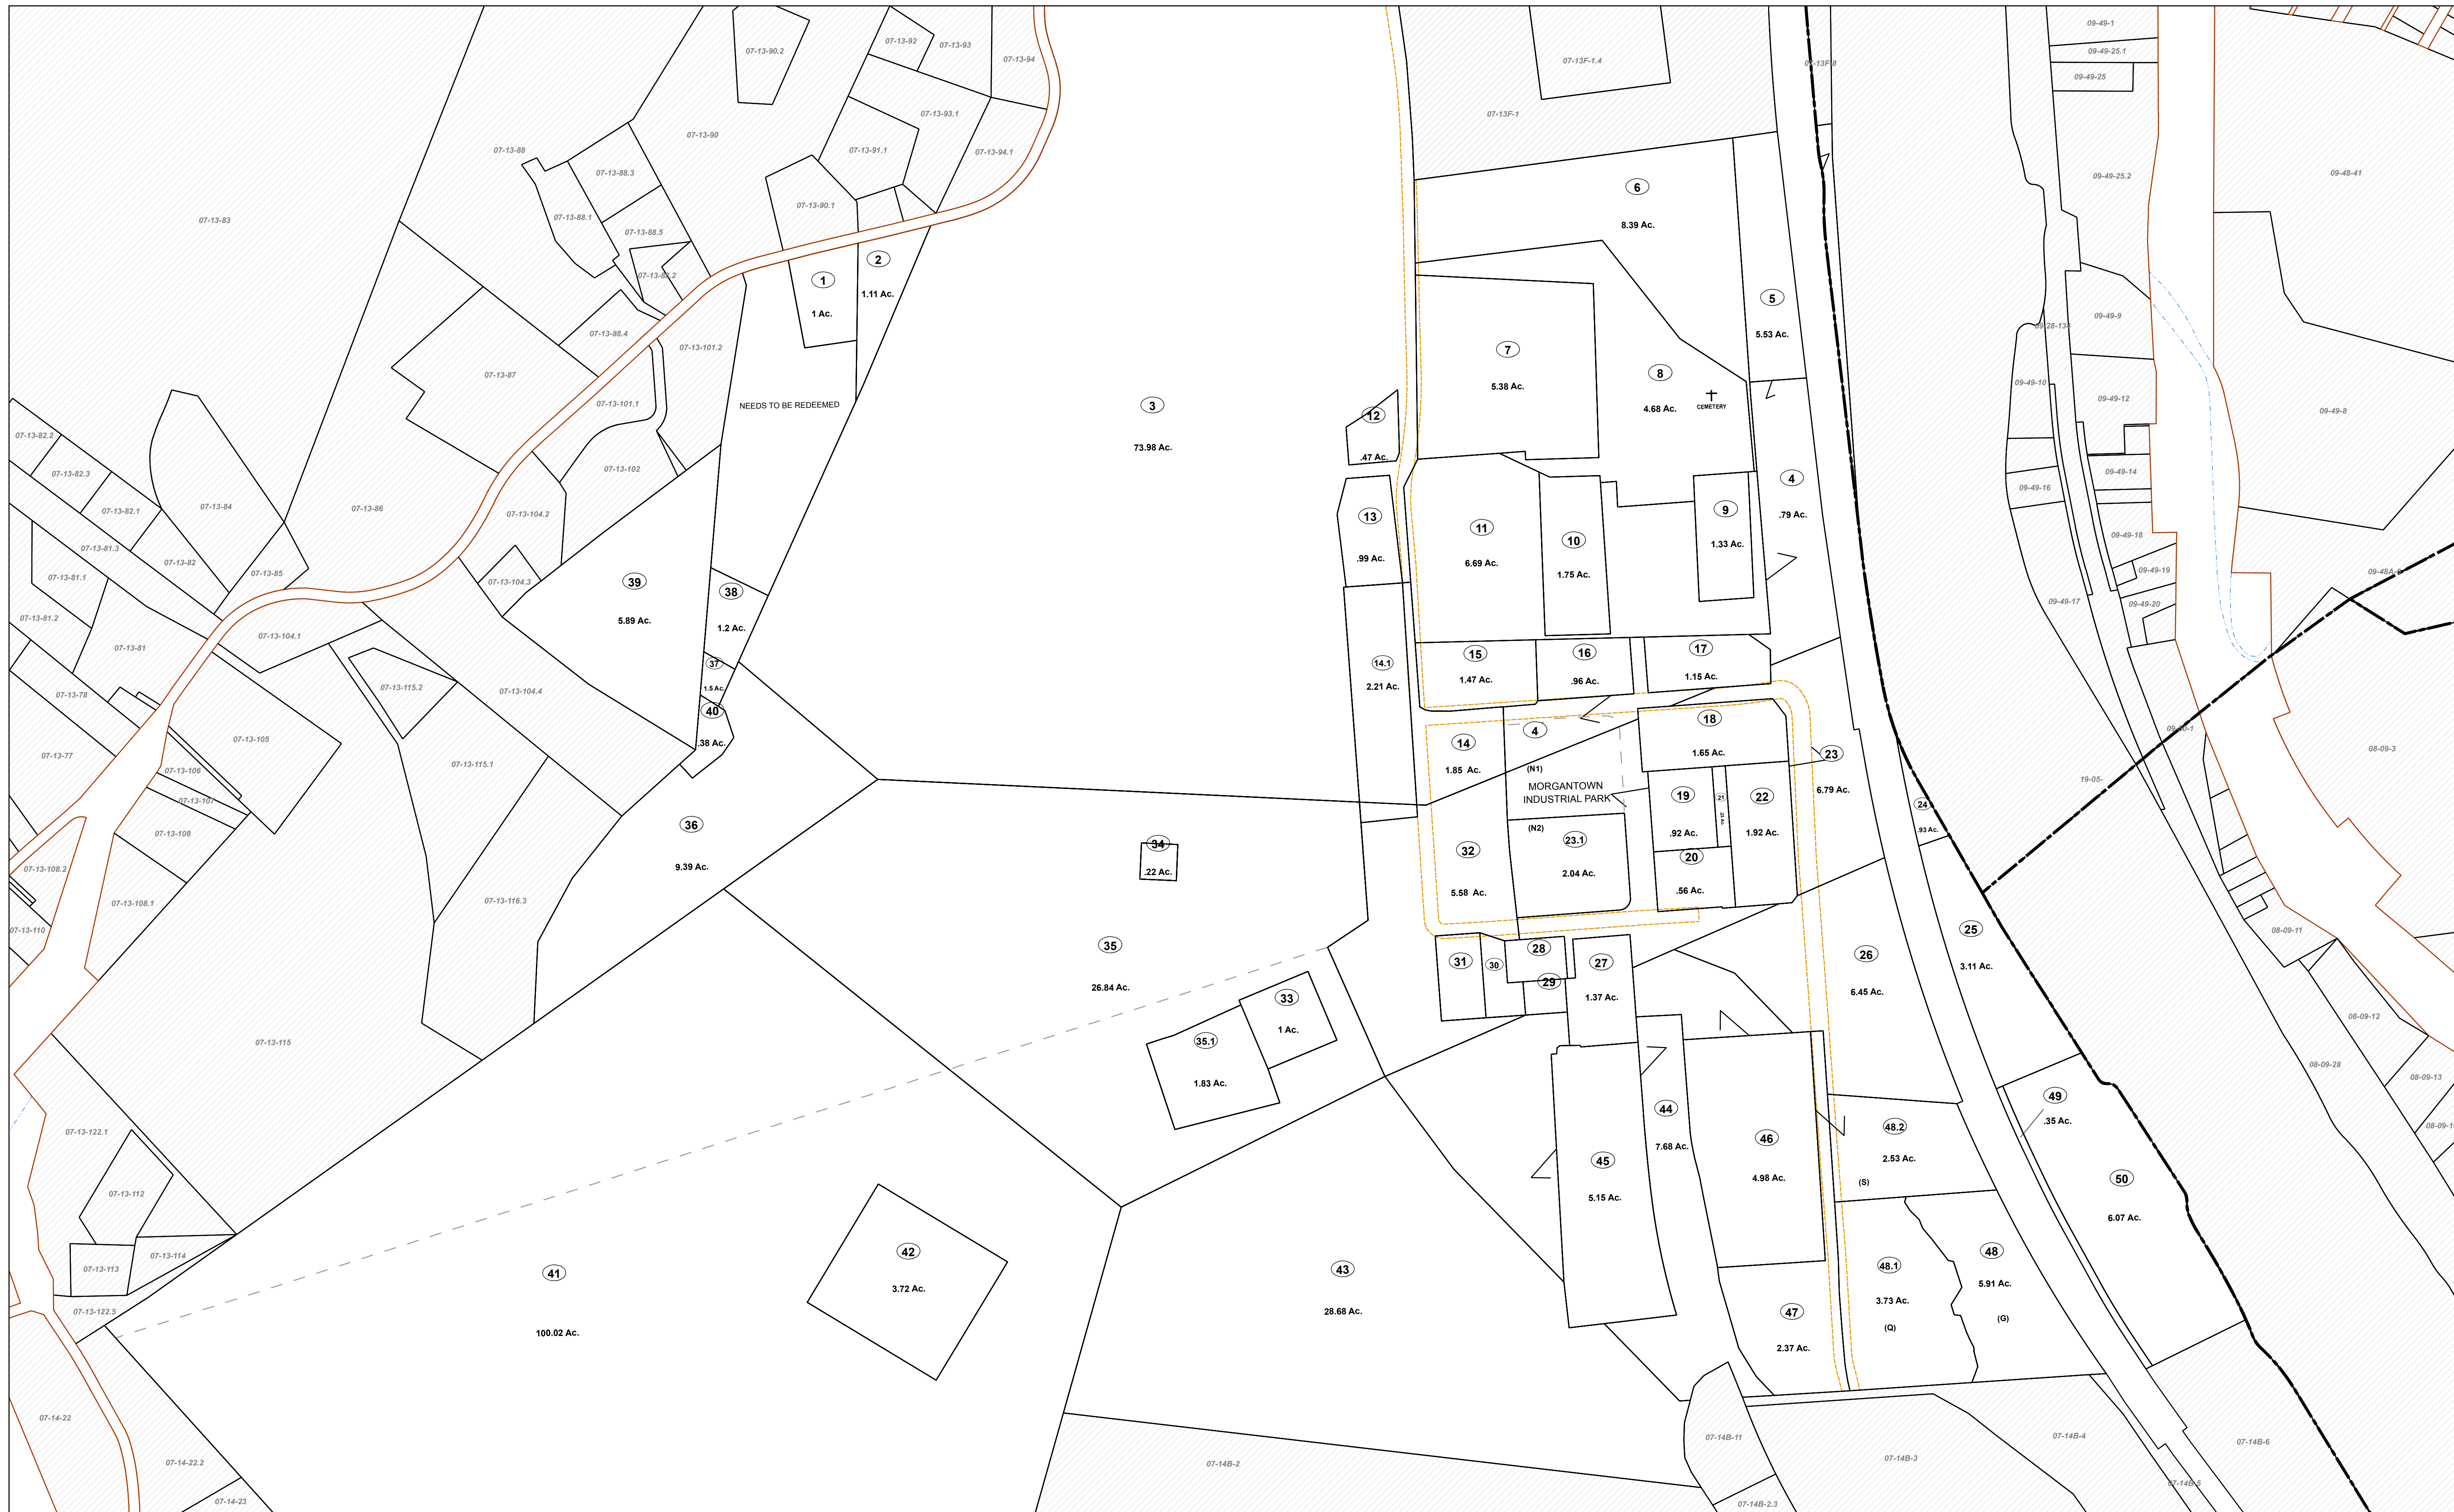 07-13-90.2
07-13-92
07-13-93
07-13-94
07-13F-1.4
09-49-1
09-49-25.1
09-49-25
07-13-90
07-13-93.1
07-13F-1
07-13-88
07-13-91.1
07-13-94.1
07-13-88.3
09-48-41
09-49-25.2
6
8.39 Ac.
07-13-83
07-13-88.1
07-13-90.1
07-13-88.5
2
1.11 Ac.
1
1 Ac.
5
5.53 Ac.
09-49-9
07-13-88.4
07-13-101.2
07-13-87
7
5.38 Ac.
8
4.68 Ac.
CEMETERY
09-49-10
09-49-12
09-49-8
07-13-101.1
NEEDS TO BE REDEEMED
3
73.98 Ac.
12
.47 Ac.
07-13-82.2
07-13-82.3
07-13-102
09-49-14
09-49-16
4
.79 Ac.
07-13-82.1
07-13-84
07-13-86
07-13-104.2
13
.99 Ac.
11
6.69 Ac.
10
1.75 Ac.
9
1.33 Ac.
09-49-18
09-49-19
07-13-81.3
07-13-82
07-13-81.1
07-13-85
07-13-104.3
39
5.89 Ac.
38
1.2 Ac.
09-49-17
09-49-20
07-13-81.2
07-13-104.1
07-13-81
37
1.5 Ac.
14.1
2.21 Ac.
15
1.47 Ac.
16
.96 Ac.
17
1.15 Ac.
07-13-78
07-13-115.2
07-13-104.4
40
.38 Ac.
14
1.85 Ac.
4
18
1.65 Ac.
23
6.79 Ac.
07-13-77
07-13-105
07-13-115.1
07-13-106
(N1)
MORGANTOWN
INDUSTRIAL PARK
08-09-3
19-05-
07-13-107
07-13-108
19
.92 Ac.
21
22
1.92 Ac.
24
.93 Ac.
36
9.39 Ac.
34
.22 Ac.
32
5.58 Ac.
(N2)
23.1
2.04 Ac.
20
.56 Ac.
07-13-108.2
07-13-108.1
07-13-116.3
07-13-110
35
26.84 Ac.
31
30
28
29
27
1.37 Ac.
26
6.45 Ac.
25
3.11 Ac.
08-09-11
33
1 Ac.
35.1
1.83 Ac.
08-09-12
07-13-115
08-09-28
08-09-13
07-13-122.1
44
7.68 Ac.
46
4.98 Ac.
48.2
2.53 Ac.
(S)
49
.35 Ac.
45
5.15 Ac.
50
6.07 Ac.
07-13-112
07-13-113
07-13-114
07-13-122.5
41
100.02 Ac.
42
3.72 Ac.
43
28.68 Ac.
47
2.37 Ac.
48.1
3.73 Ac.
(Q)
48
5.91 Ac.
(G)
07-14-22
07-14-22.2
07-14-23
07-14B-2
07-14B-11
07-14B-2.3
07-14B-3
07-14B-4
07-14B-5
07-14B-6